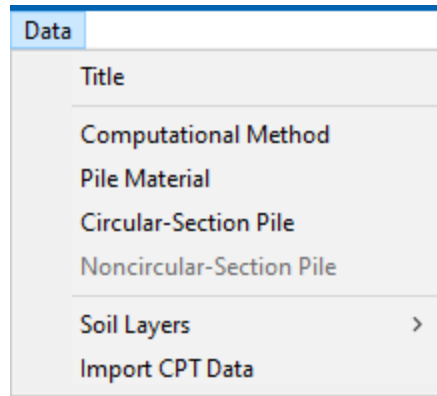 Data
Title
Computational Method
Pile Material
Circular-Section Pile
Noncircular-Section Pile
Soil Layers
Import CPT Data